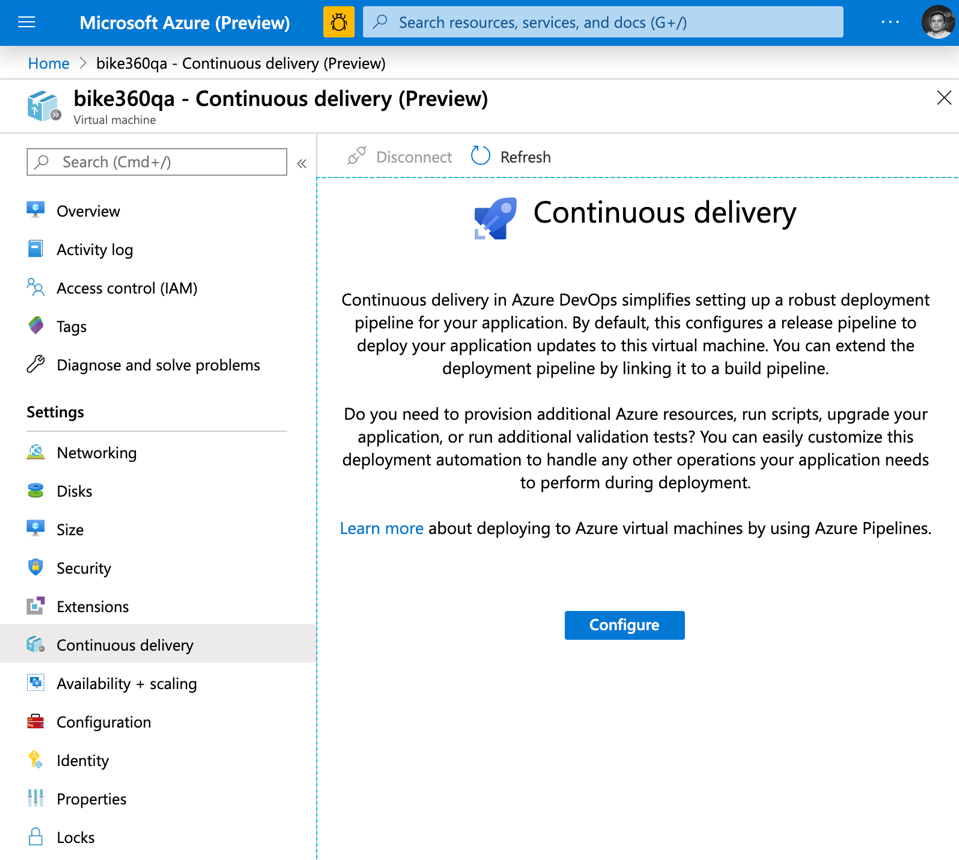 Microsoft Azure (Preview)
Search resources, services, and docs (G+/)
...
Home > bike360qa - Continuous delivery (Preview)
bike360qa - Continuous delivery (Preview)
Virtual machine
Search (Cmd+/)
«
Disconnect
Refresh
Overview
Activity log
Access control (IAM)
Tags
Diagnose and solve problems
Settings
Networking
Disks
Size
Security
Extensions
Continuous delivery
Availability + scaling
Configuration
Identity
Properties
Locks
Continuous delivery
Continuous delivery in Azure DevOps simplifies setting up a robust deployment
pipeline for your application. By default, this configures a release pipeline to
deploy your application updates to this virtual machine. You can extend the
deployment pipeline by linking it to a build pipeline.
Do you need to provision additional Azure resources, run scripts, upgrade your
application, or run additional validation tests? You can easily customize this
deployment automation to handle any other operations your application needs
to perform during deployment.
Learn more about deploying to Azure virtual machines by using Azure Pipelines.
Configure